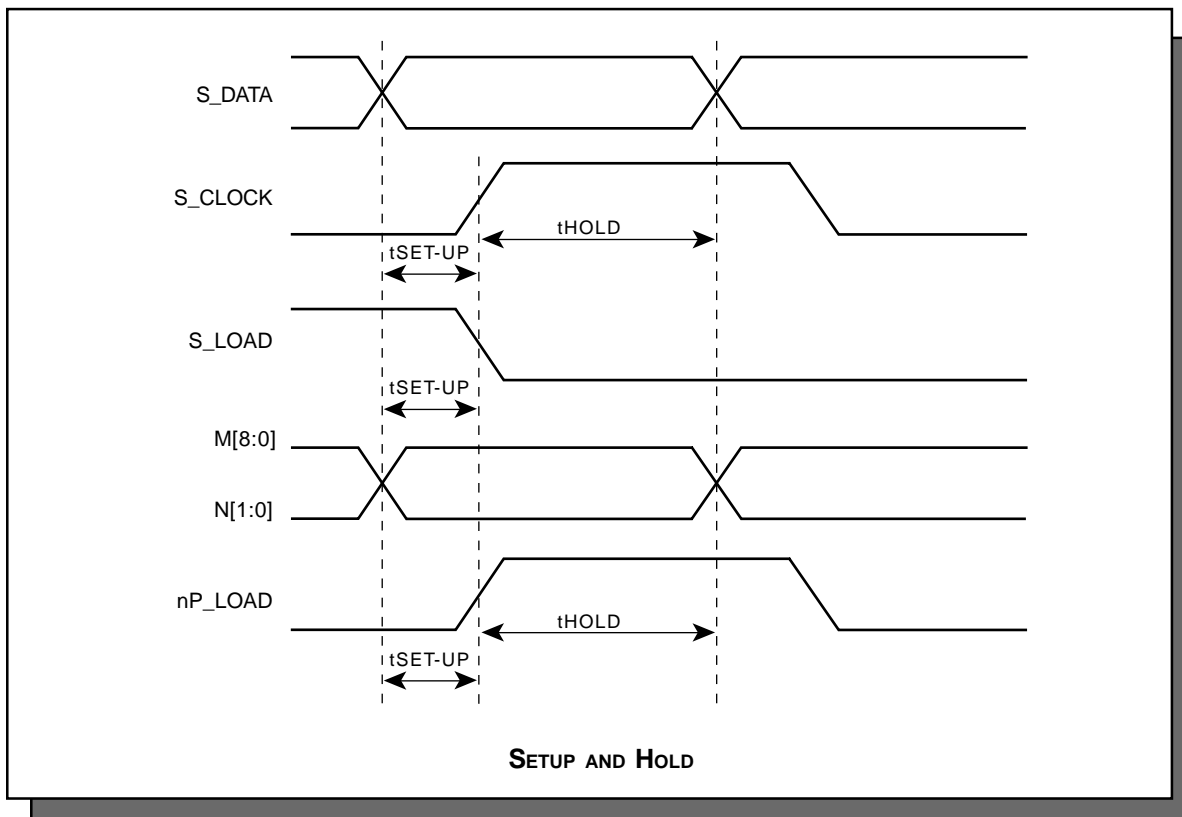 S_DATA
S_CLOCK
tHOLD
tSET-UP
S_LOAD
tSET-UP
M[8:0]
N[1:0]
nP_LOAD
tHOLD
tSET-UP
SETUP AND HOLD